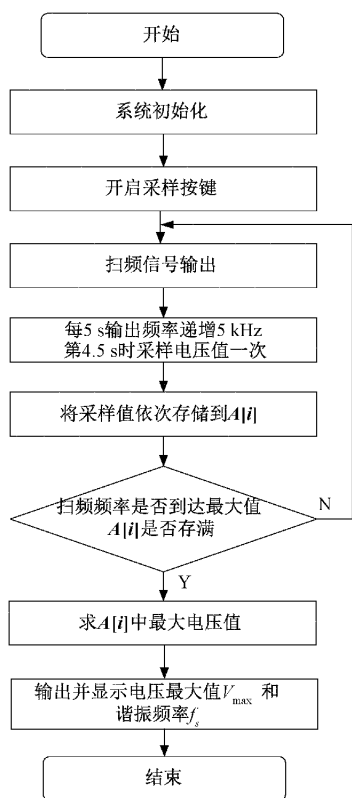 开始
系统初始化
开启采样按键
扫频信号输出
每5 s输出频率递增5 kHz
第4.5 s时采样电压值一次
将采样值依次存储到A[i]
扫频频率是否到达最大值
A[i]是否存满
N
Y
求A[i]中最大电压值
输出并显示电压最大值Vmax 和
谐振频率fs
结束